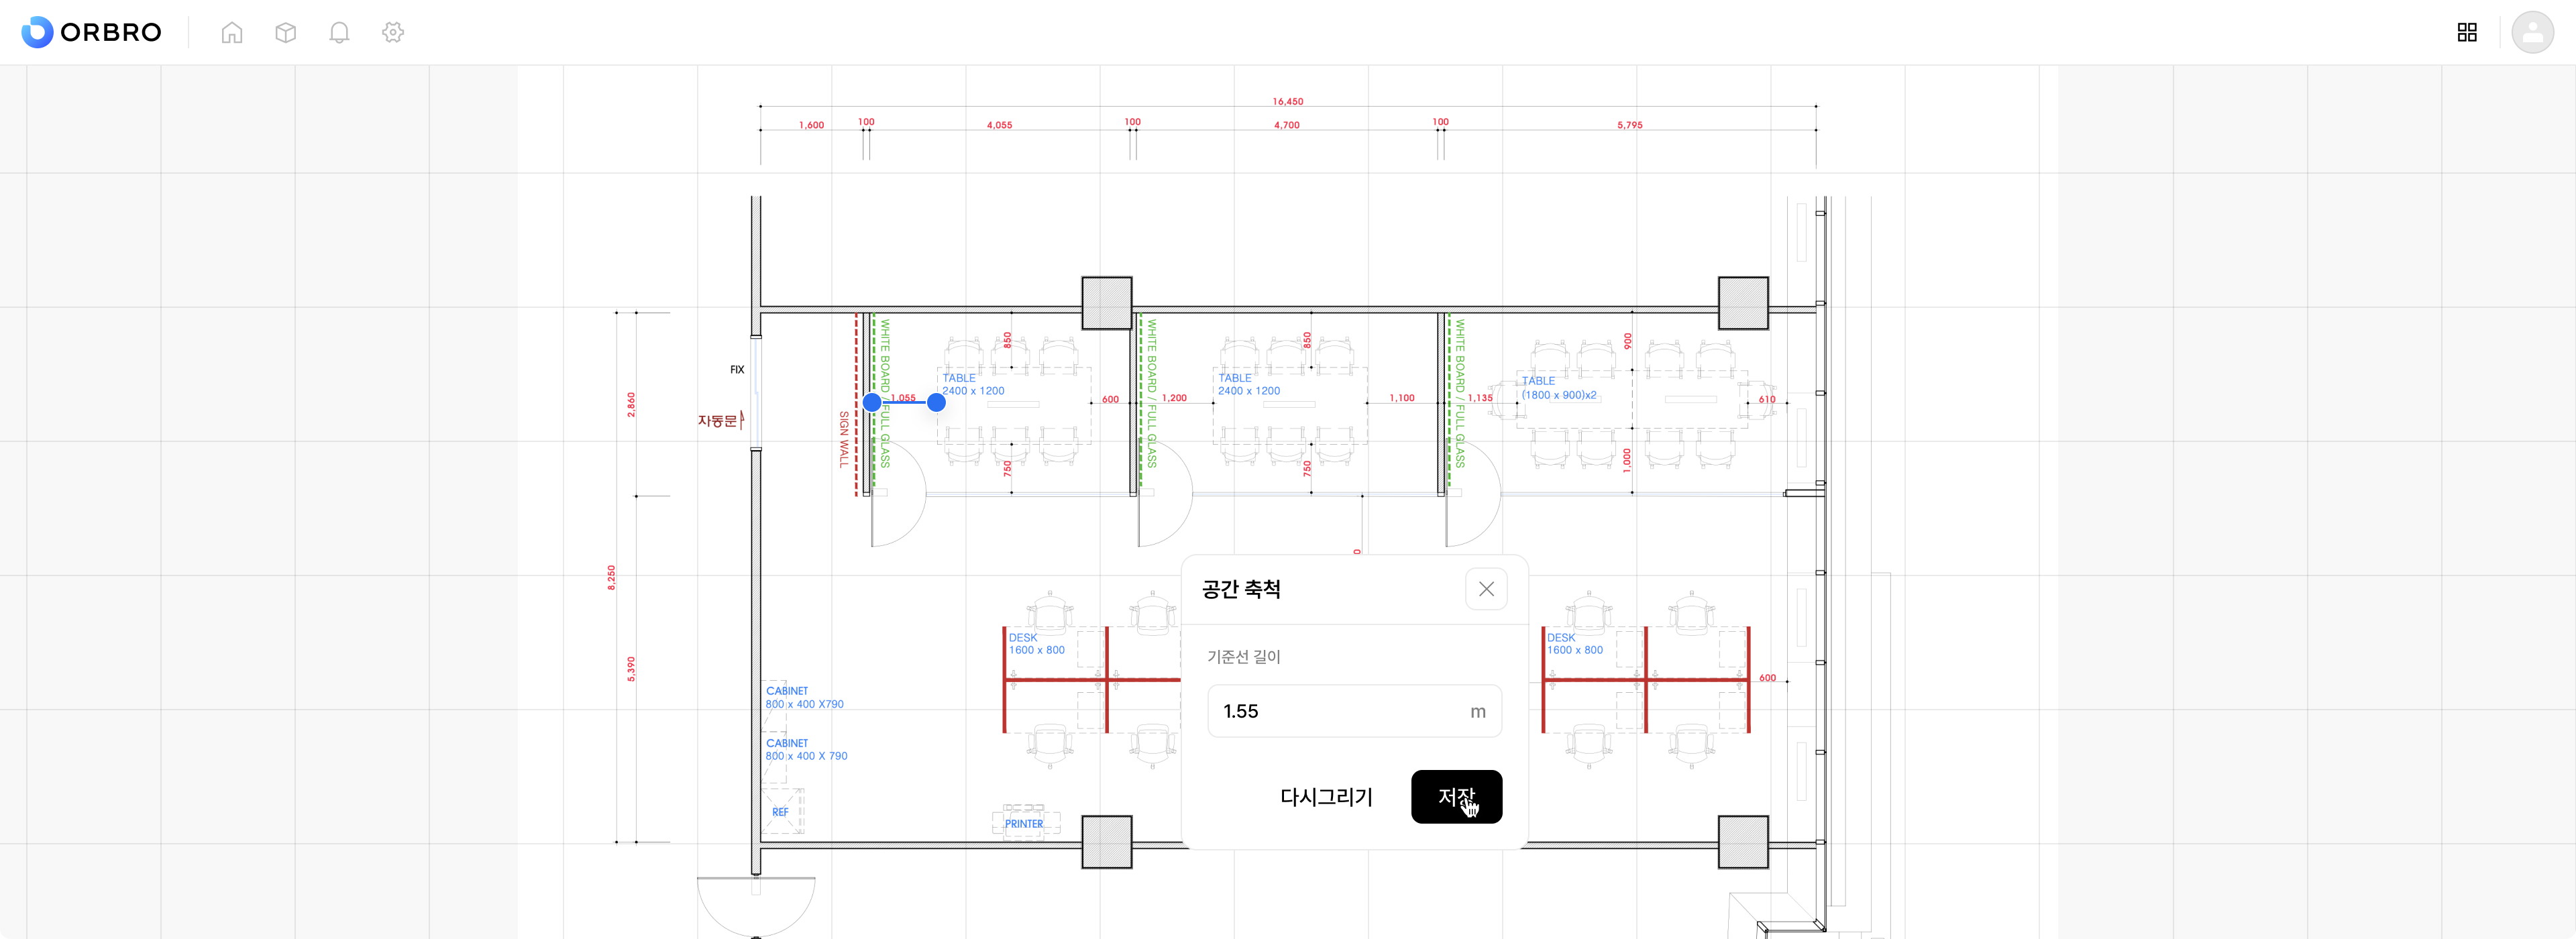 ORBRO
16,450
1,600
100
4,055
100
4,700
100
5,795
FIX
자동문
2,860
8,250
5,390
SIGN WALL
WHITE BOARD / FULL GLASS
1,055
850
TABLE
2400 x 1200
750
600
WHITE BOARD / FULL GLASS
1,200
850
TABLE
2400 x 1200
750
1,100
WHITE BOARD / FULL GLASS
1,135
900
TABLE
(1800 x 900)x2
1,000
610
0
공간 축척
기준선 길이
1.55
m
다시그리기
저장
DESK
1600 x 800
DESK
1600 x 800
600
CABINET
800 x 400 X790
CABINET
800 x 400 X 790
REF
PRINTER